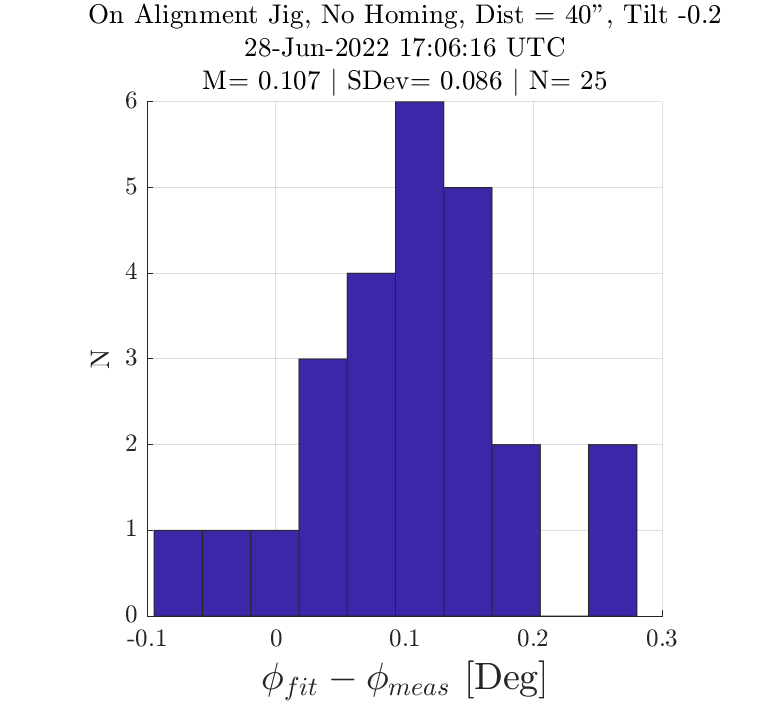 On Alignment Jig, No Homing, Dist = 40”, Tilt -0.2
28-Jun-2022 17:06:16 UTC
M= 0.107 | SDev= 0.086 | N= 25
6
5
4
3
2
1
0
N
-0.1 0 0.1 0.2 0.3
ϕfit − ϕmeas [Deg]